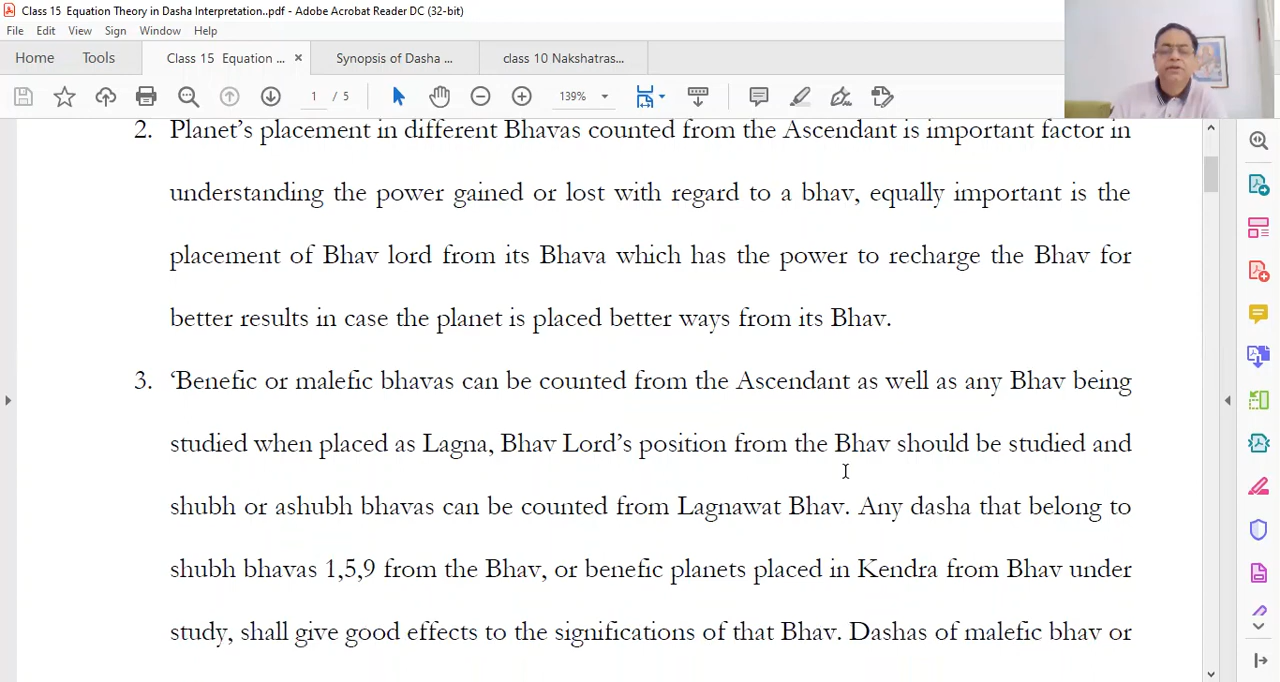 Class 15 Equation Theory in Dasha Interpretation..pdf - Adobe Acrobat Reader DC (32-bit)
File Edit View Sign Window Help
Home Tools Class 15 Equation ... × Synopsis of Dasha ... class 10 Nakshatras...
1 / 5 139%
2. Planet’s placement in different Bhavas counted from the Ascendant is important factor in
understanding the power gained or lost with regard to a bhav, equally important is the
placement of Bhav lord from its Bhava which has the power to recharge the Bhav for
better results in case the planet is placed better ways from its Bhav.
3. ‘Benefic or malefic bhavas can be counted from the Ascendant as well as any Bhav being
studied when placed as Lagna, Bhav Lord’s position from the Bhav should be studied and
shubh or ashubh bhavas can be counted from Lagnawat Bhav. Any dasha that belong to
shubh bhavas 1,5,9 from the Bhav, or benefic planets placed in Kendra from Bhav under
study, shall give good effects to the significations of that Bhav. Dashas of malefic bhav or